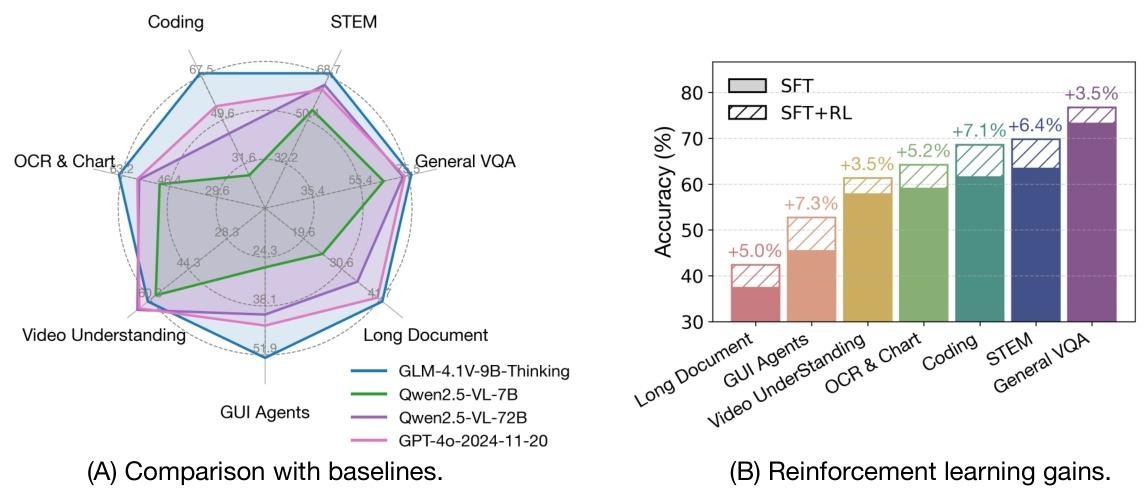 Coding
STEM
67.5
68.7
49.6
50.4
31.6
32.2
OCR & Chart
63.2
46.4
29.6
General VQA
55.4
35.4
28.3
19.6
44.3
24.3
30.6
38.1
41.7
51.9
Video Understanding
Long Document
GUI Agents
GLM-4.1V-9B-Thinking
Qwen2.5-VL-7B
Qwen2.5-VL-72B
GPT-4o-2024-11-20
(A) Comparison with baselines.
SFT
SFT+RL
Accuracy (%)
80
70
60
50
40
30
+5.0%
+7.3%
+3.5%
+5.2%
+7.1%
+6.4%
+3.5%
Long Document
GUI Agents
Video UnderStanding
OCR & Chart
Coding
STEM
General VQA
(B) Reinforcement learning gains.